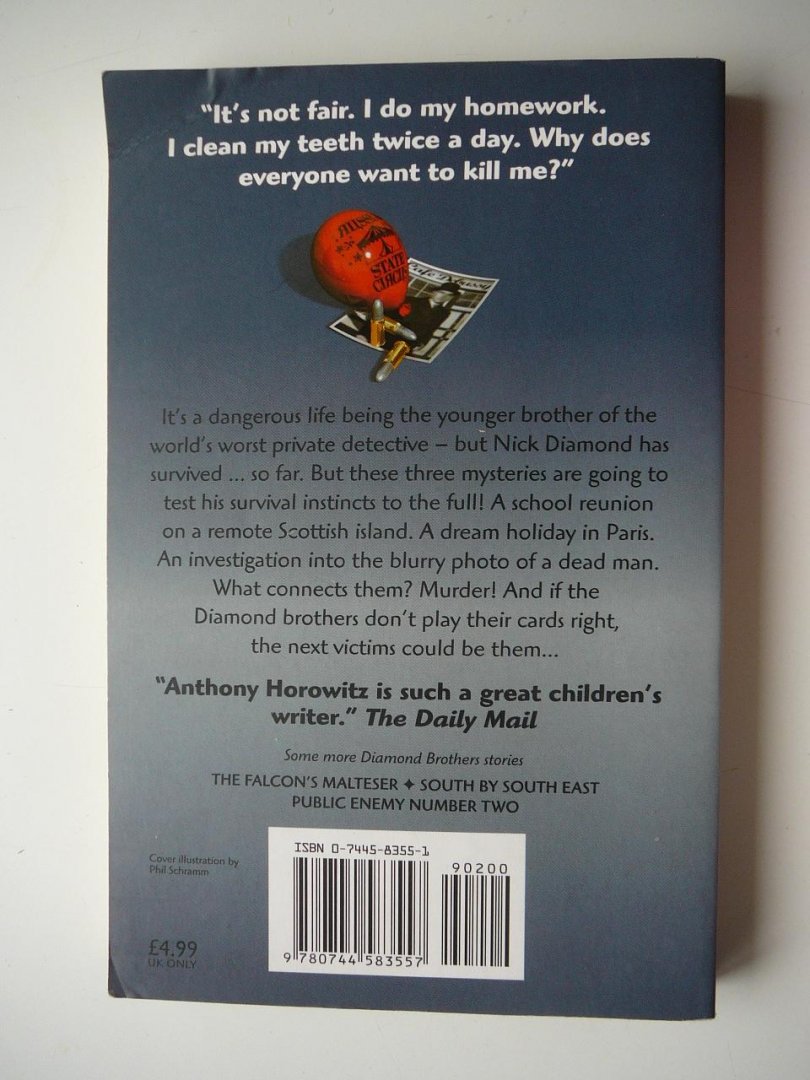 "It's not fair. I do my homework.
I clean my teeth twice a day. Why does
everyone want to kill me?"
STATE
CIRCUS
It's a dangerous life being the younger brother of the
world's worst private detective – but Nick Diamond has
survived ... so far. But these three mysteries are going to
test his survival instincts to the full! A school reunion
on a remote Scottish island. A dream holiday in Paris.
An investigation into the blurry photo of a dead man.
What connects them? Murder! And if the
Diamond brothers don't play their cards right,
the next victims could be them...
"Anthony Horowitz is such a great children's
writer." The Daily Mail
Some more Diamond Brothers stories
THE FALCON'S MALTESER ✦ SOUTH BY SOUTH EAST
PUBLIC ENEMY NUMBER TWO
ISBN 0-7445-8355-1
90200
9 780744 583557
Cover illustration by
Phil Schramm
£4.99
UK ONLY